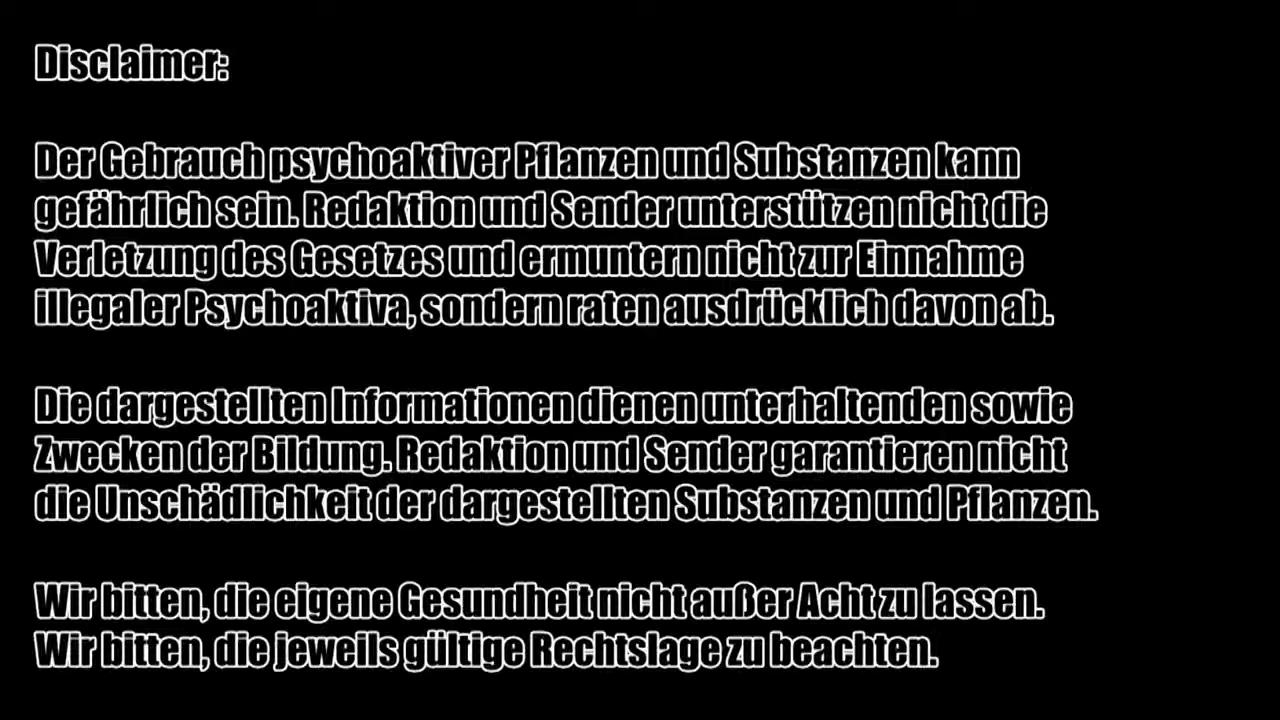 Disclaimer:
Der Gebrauch psychoaktiver Pflanzen und Substanzen kann
gefährlich sein. Redaktion und Sender unterstützen nicht die
Verletzung des Gesetzes und ermuntern nicht zur Einnahme
illegaler Psychoaktiva, sondern raten ausdrücklich davon ab.
Die dargestellten Informationen dienen unterhaltenden sowie
Zwecken der Bildung. Redaktion und Sender garantieren nicht
die Unschädlichkeit der dargestellten Substanzen und Pflanzen.
Wir bitten, die eigene Gesundheit nicht außer Acht zu lassen.
Wir bitten, die jeweils gültige Rechtslage zu beachten.